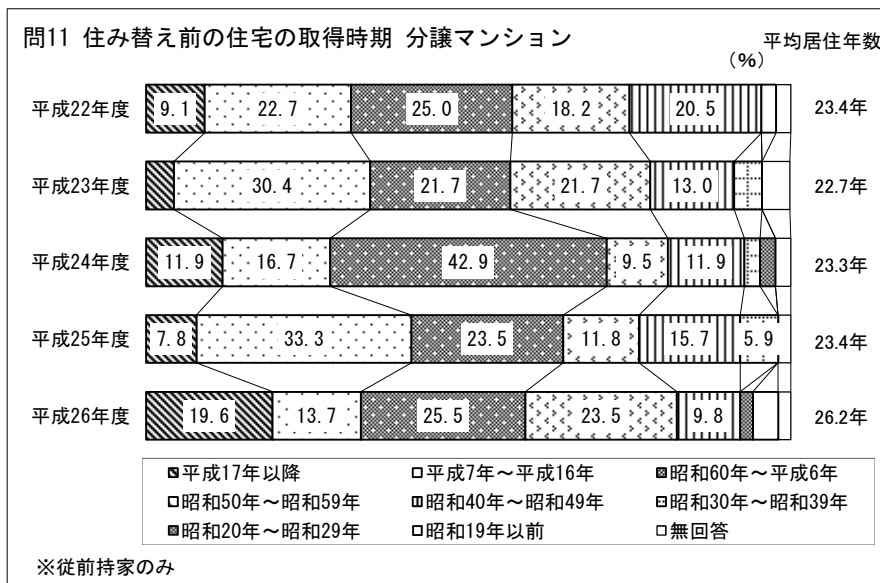 問11 住み替え前の住宅の取得時期 分譲マンション
平均居住年数
(%)
平成22年度 9.1 22.7 25.0 18.2 20.5 23.4年
平成23年度 30.4 21.7 21.7 13.0 22.7年
平成24年度 11.9 16.7 42.9 9.5 11.9 23.3年
平成25年度 7.8 33.3 23.5 11.8 15.7 5.9 23.4年
平成26年度 19.6 13.7 25.5 23.5 9.8 26.2年
平成17年以降 平成7年～平成16年 昭和60年～平成6年
昭和50年～昭和59年 昭和40年～昭和49年 昭和30年～昭和39年
昭和20年～昭和29年 昭和19年以前 無回答
※従前持家のみ